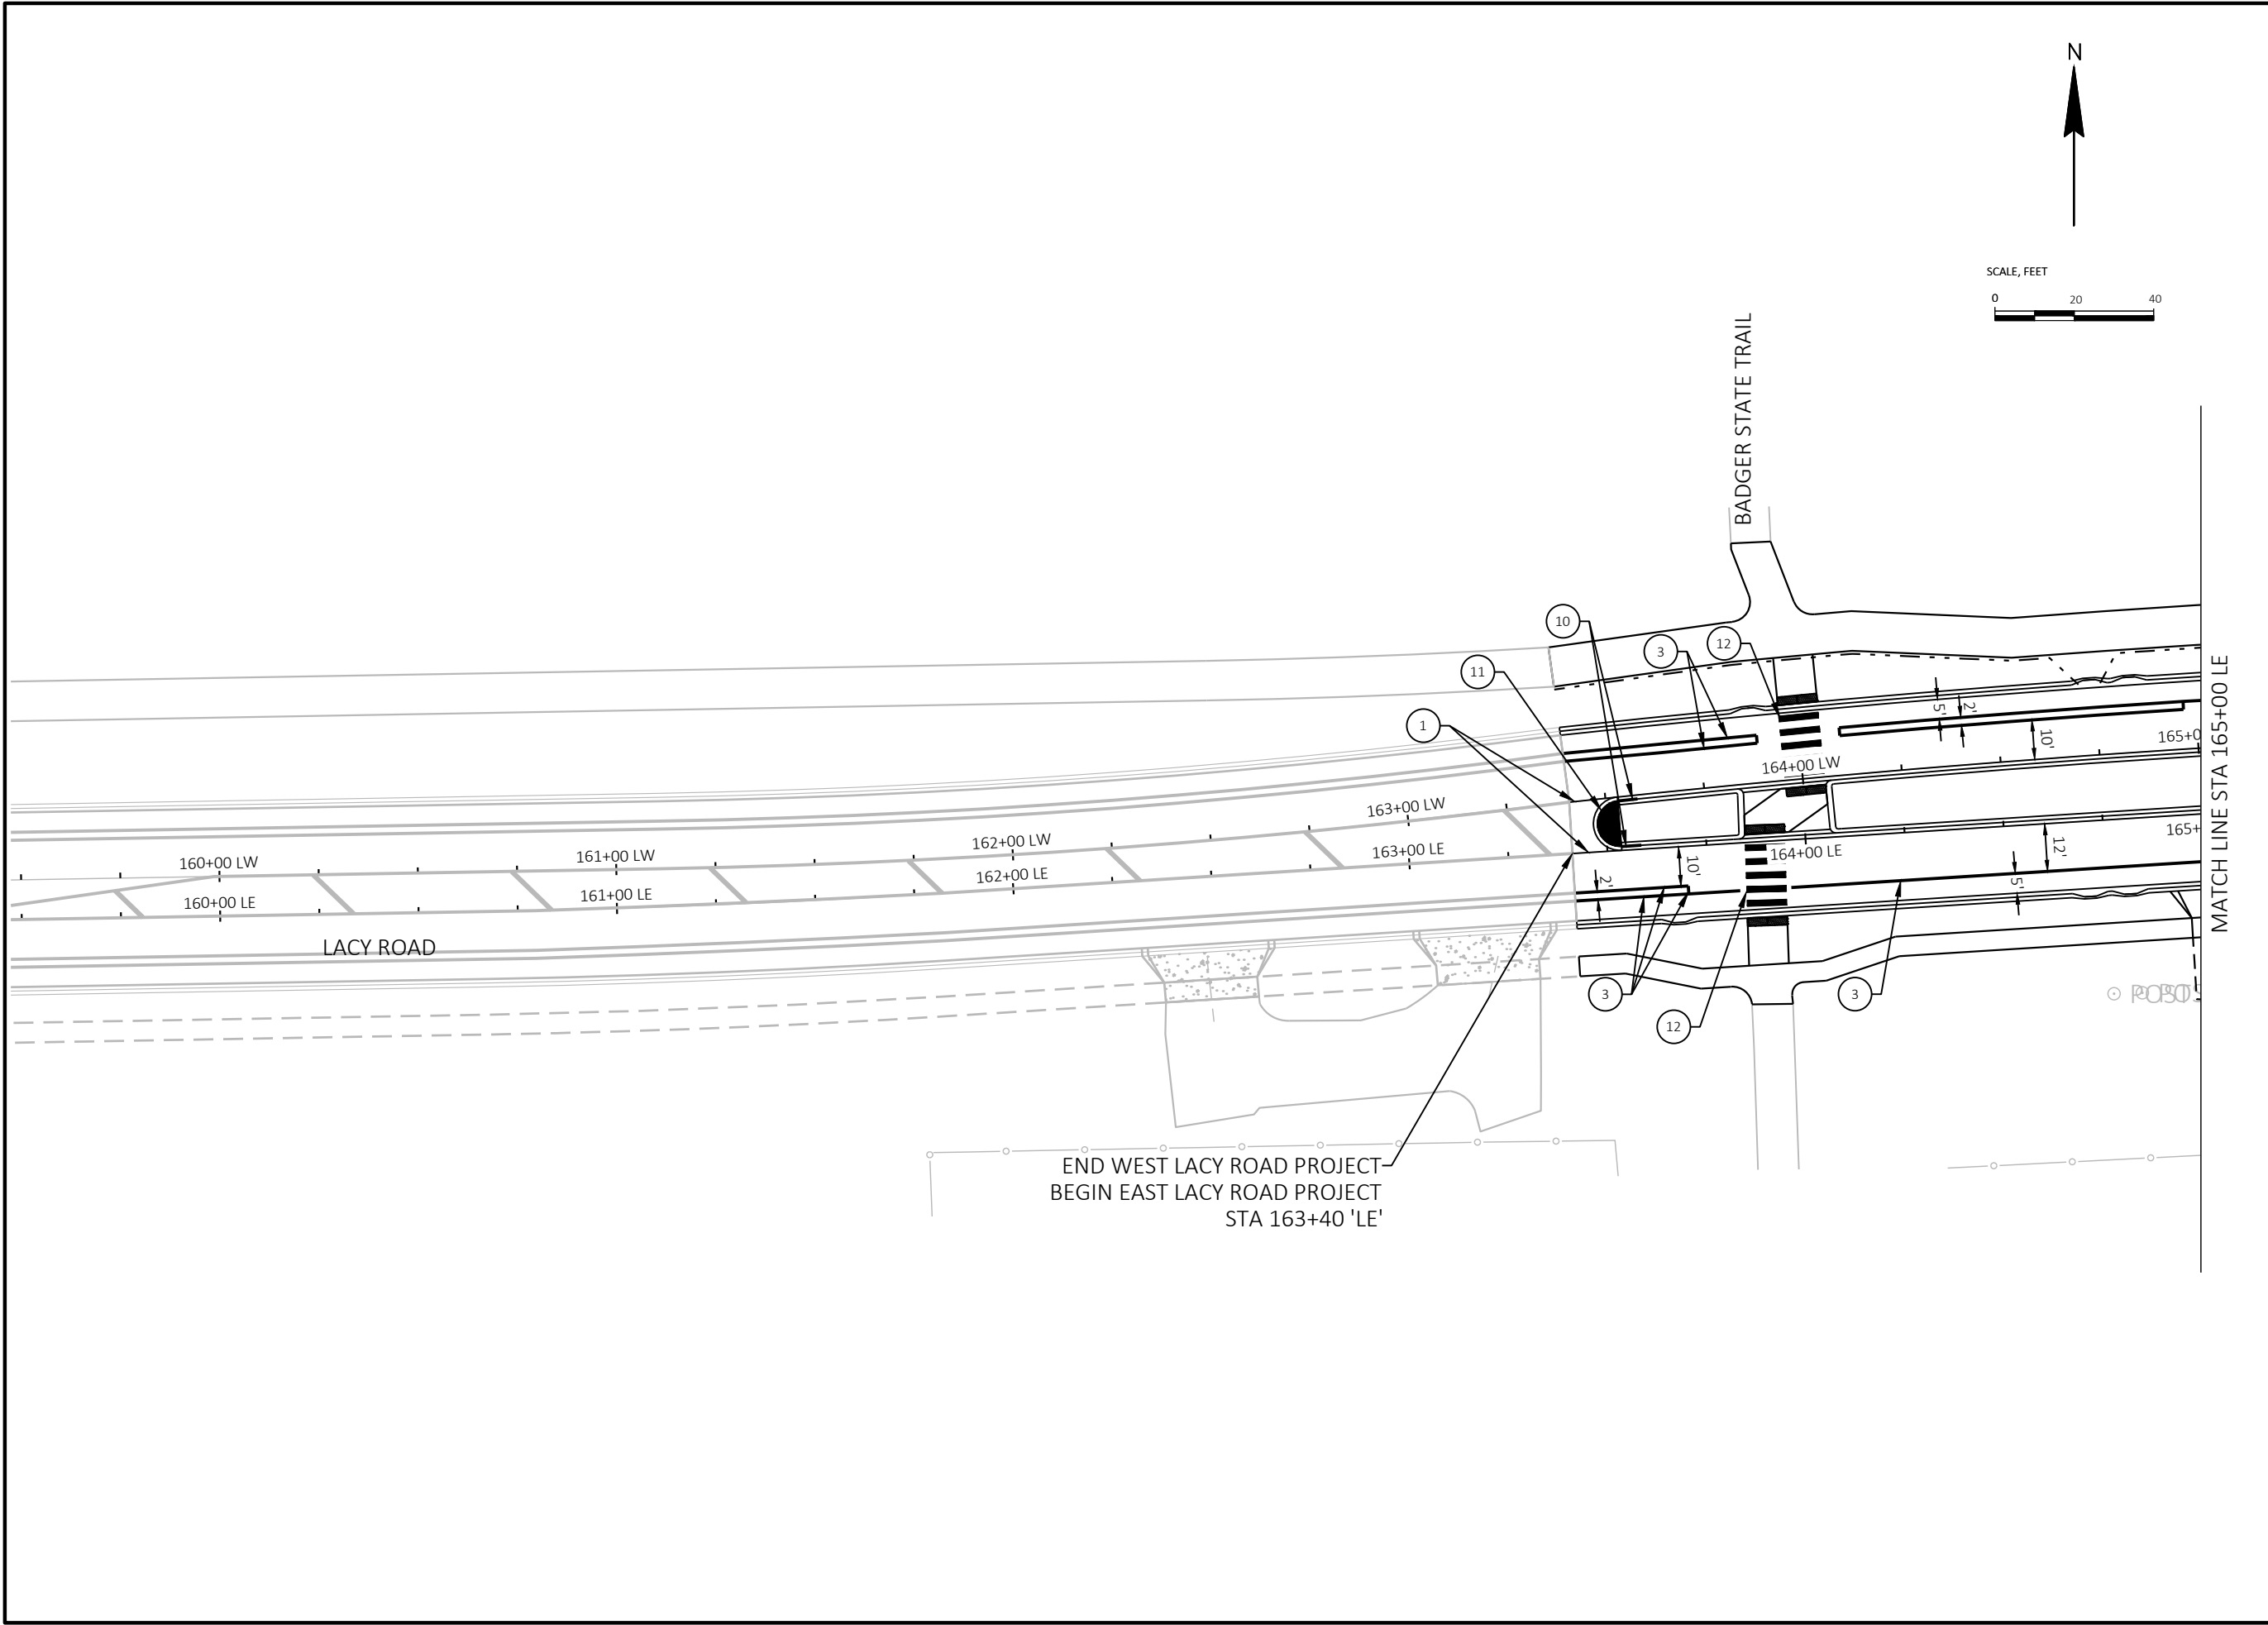 N
SCALE, FEET
0 20 40
BADGER STATE TRAIL
10
3
12
11
1
5'
2'
10'
165+0
164+00 LW
163+00 LW
162+00 LW
161+00 LW
160+00 LW
MATCH LINE STA 165+00 LE
165+
164+00 LE
163+00 LE
162+00 LE
161+00 LE
160+00 LE
10'
12'
2'
5'
LACY ROAD
3
12
3
END WEST LACY ROAD PROJECT
BEGIN EAST LACY ROAD PROJECT
STA 163+40 'LE'